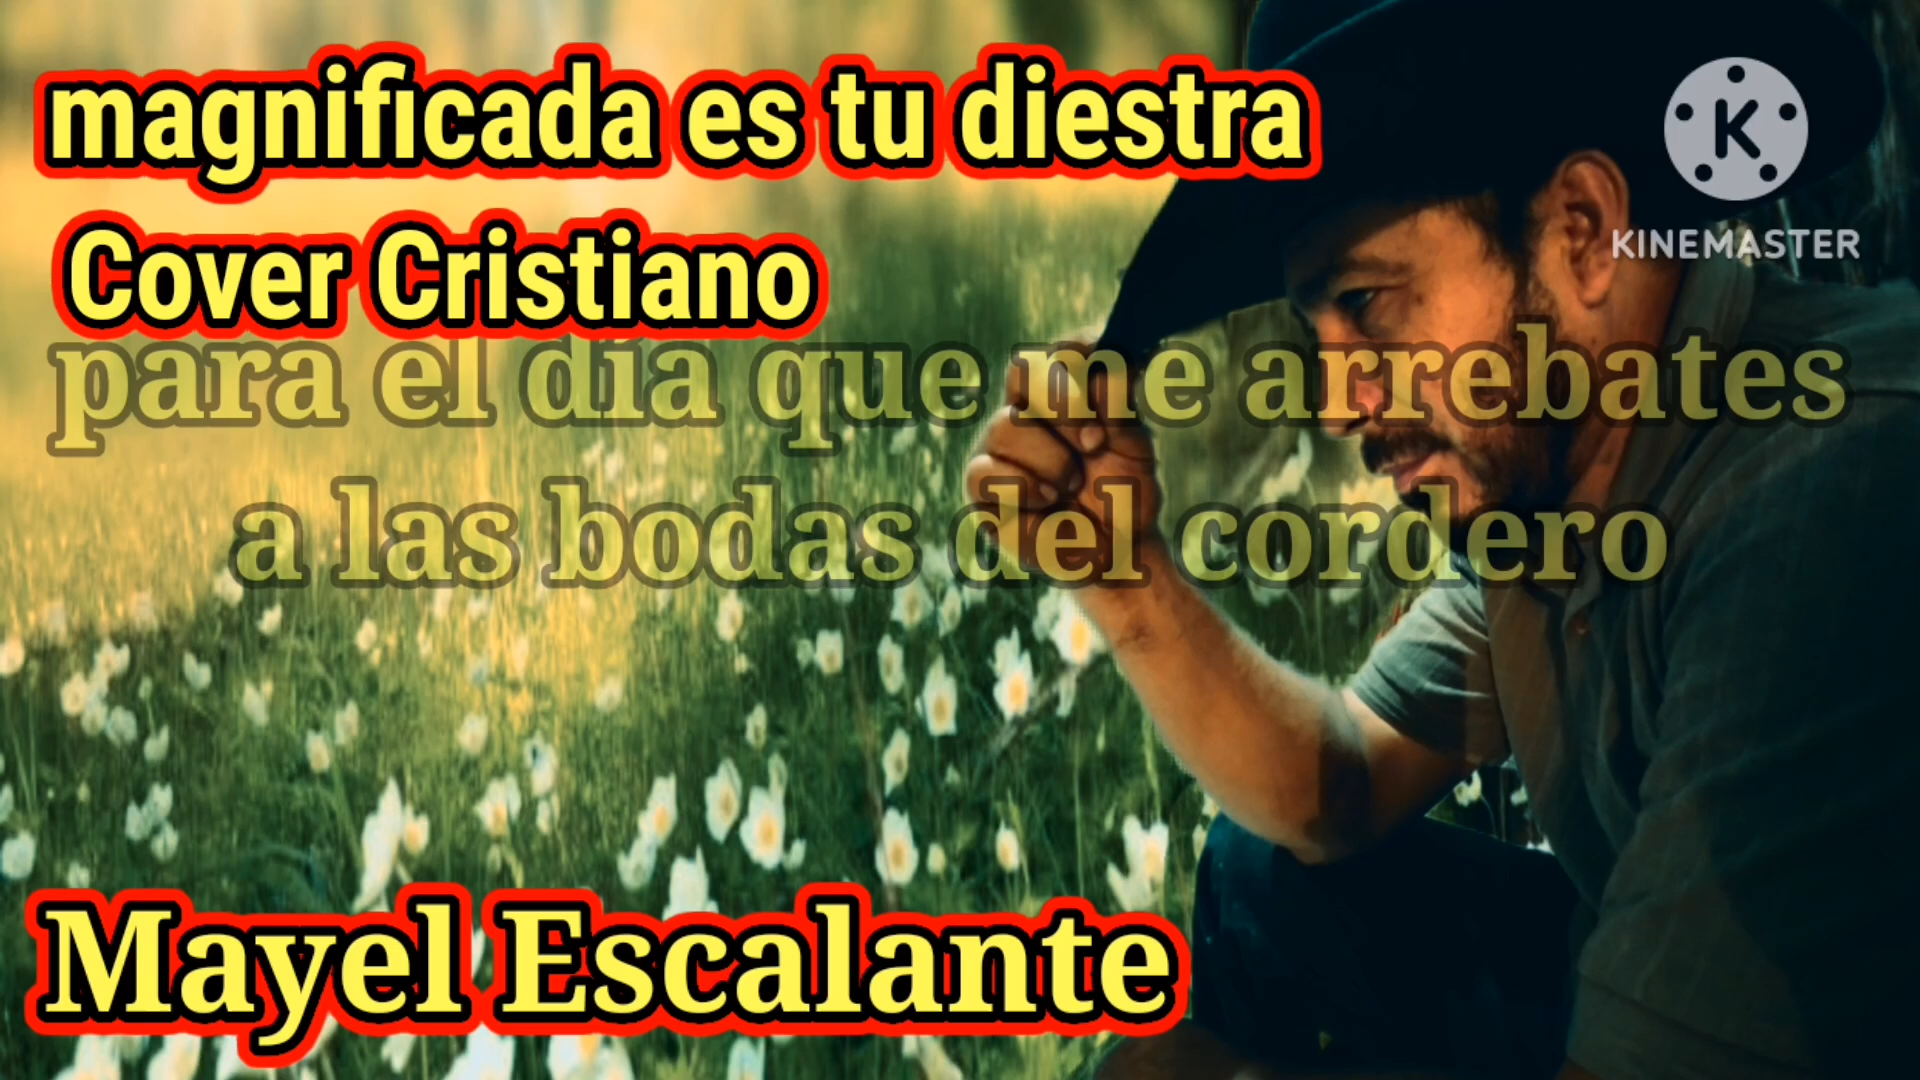 magnificada es tu diestra
Cover Cristiano
para el día que me arrebates
a las bodas del cordero
Mayel Escalante
K
KINEMASTER